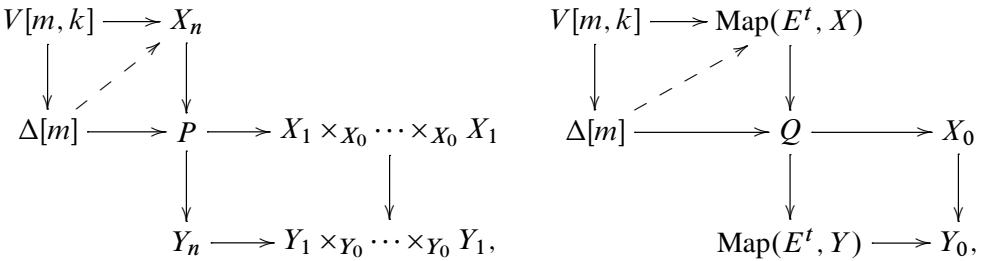 V[m, k] X_n V[m, k] Map(E^t, X)
Δ[m] P X_1 ×_{X_0} ⋯ ×_{X_0} X_1 Δ[m] Q X_0
Y_n Y_1 ×_{Y_0} ⋯ ×_{Y_0} Y_1, Map(E^t, Y) Y_0,